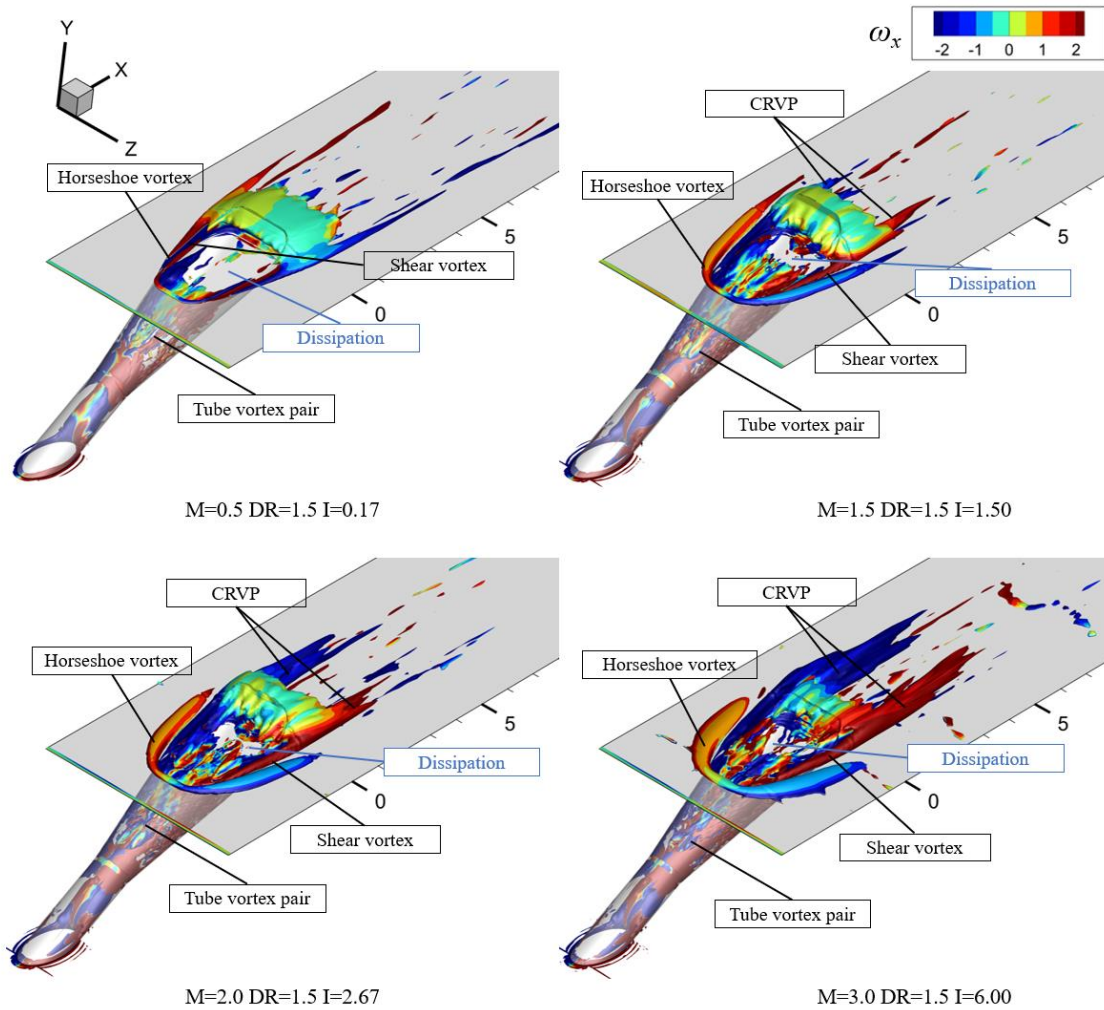 Y
X
Z
ωx
-2 -1 0 1 2
Horseshoe vortex
Shear vortex
Dissipation
Tube vortex pair
5
0
M=0.5 DR=1.5 I=0.17
CRVP
Horseshoe vortex
Dissipation
Shear vortex
Tube vortex pair
5
0
M=1.5 DR=1.5 I=1.50
CRVP
Horseshoe vortex
Dissipation
Shear vortex
Tube vortex pair
5
0
M=2.0 DR=1.5 I=2.67
CRVP
Horseshoe vortex
Dissipation
Shear vortex
Tube vortex pair
5
0
M=3.0 DR=1.5 I=6.00